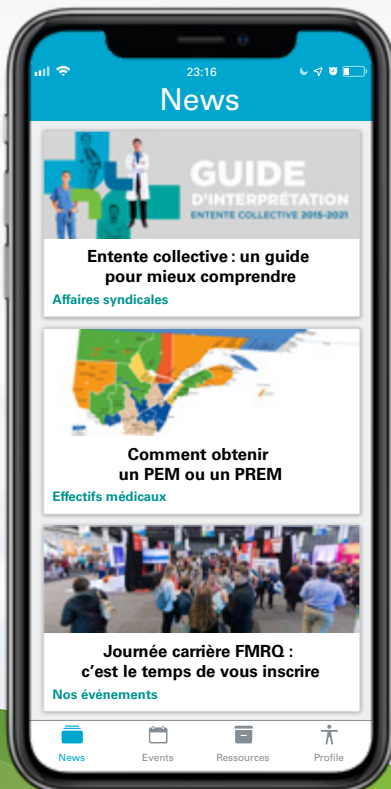 23:16
News
GUIDE
D'INTERPRÉTATION
ENTENTE COLLECTIVE 2015-2021
Entente collective : un guide
pour mieux comprendre
Affaires syndicales
Comment obtenir
un PEM ou un PREM
Effectifs médicaux
Journée carrière FMRQ :
c'est le temps de vous inscrire
Nos événements
News Events Ressources Profile